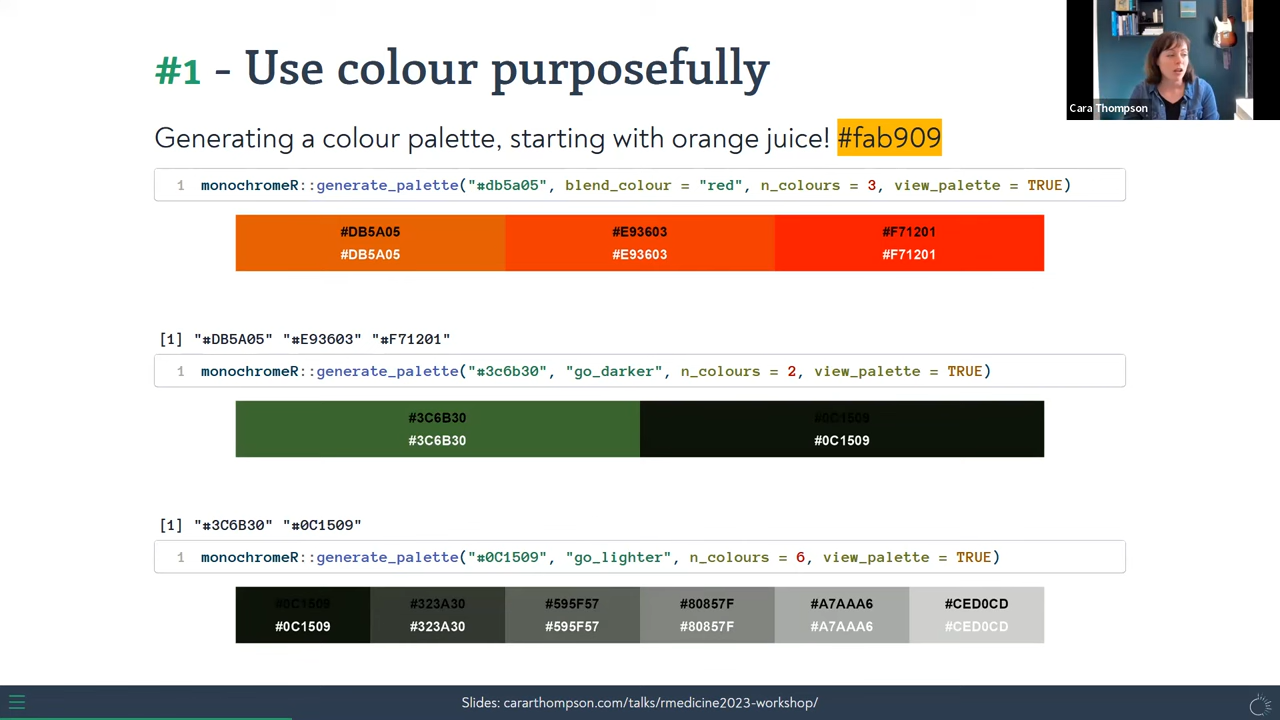 #1 - Use colour purposefully
Cara Thompson
Generating a colour palette, starting with orange juice! #fab909
1 monochromeR::generate_palette("#db5a05", blend_colour = "red", n_colours = 3, view_palette = TRUE)
#DB5A05 #E93603 #F71201
#DB5A05 #E93603 #F71201
[1] "#DB5A05" "#E93603" "#F71201"
1 monochromeR::generate_palette("#3c6b30", "go_darker", n_colours = 2, view_palette = TRUE)
#3C6B30 #0C1509
#3C6B30 #0C1509
[1] "#3C6B30" "#0C1509"
1 monochromeR::generate_palette("#0C1509", "go_lighter", n_colours = 6, view_palette = TRUE)
#0C1509 #323A30 #595F57 #80857F #A7AAA6 #CED0CD
#0C1509 #323A30 #595F57 #80857F #A7AAA6 #CED0CD
Slides: cararthompson.com/talks/rmedicine2023-workshop/